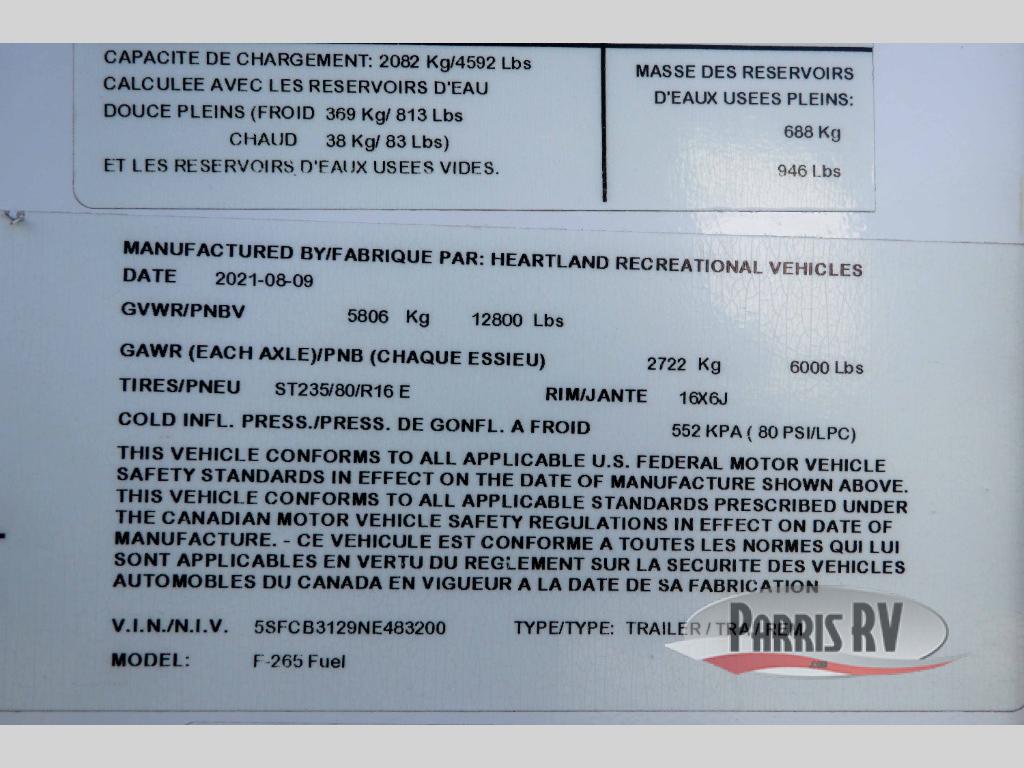 CAPACITE DE CHARGEMENT: 2082 Kg/4592 Lbs
CALCULEE AVEC LES RESERVOIRS D'EAU
DOUCE PLEINS (FROID 369 Kg/ 813 Lbs
CHAUD 38 Kg/ 83 Lbs)
ET LES RESERVOIRS D'EAUX USEES VIDES.
MASSE DES RESERVOIRS
D'EAUX USEES PLEINS:
688 Kg
946 Lbs
MANUFACTURED BY/FABRIQUE PAR: HEARTLAND RECREATIONAL VEHICLES
DATE 2021-08-09
GVWR/PNBV 5806 Kg 12800 Lbs
GAWR (EACH AXLE)/PNB (CHAQUE ESSIEU) 2722 Kg 6000 Lbs
TIRES/PNEU ST235/80/R16 E RIM/JANTE 16X6J
COLD INFL. PRESS./PRESS. DE GONFL. A FROID 552 KPA ( 80 PSI/LPC)
THIS VEHICLE CONFORMS TO ALL APPLICABLE U.S. FEDERAL MOTOR VEHICLE
SAFETY STANDARDS IN EFFECT ON THE DATE OF MANUFACTURE SHOWN ABOVE.
THIS VEHICLE CONFORMS TO ALL APPLICABLE STANDARDS PRESCRIBED UNDER
THE CANADIAN MOTOR VEHICLE SAFETY REGULATIONS IN EFFECT ON DATE OF
MANUFACTURE. - CE VEHICULE EST CONFORME A TOUTES LES NORMES QUI LUI
SONT APPLICABLES EN VERTU DU REGLEMENT SUR LA SECURITE DES VEHICLES
AUTOMOBILES DU CANADA EN VIGUEUR A LA DATE DE SA FABRICATION
V.I.N./N.I.V. 5SFCB3129NE483200 TYPE/TYPE: TRAILER /
MODEL: F-265 Fuel
PARRIS RV
.com